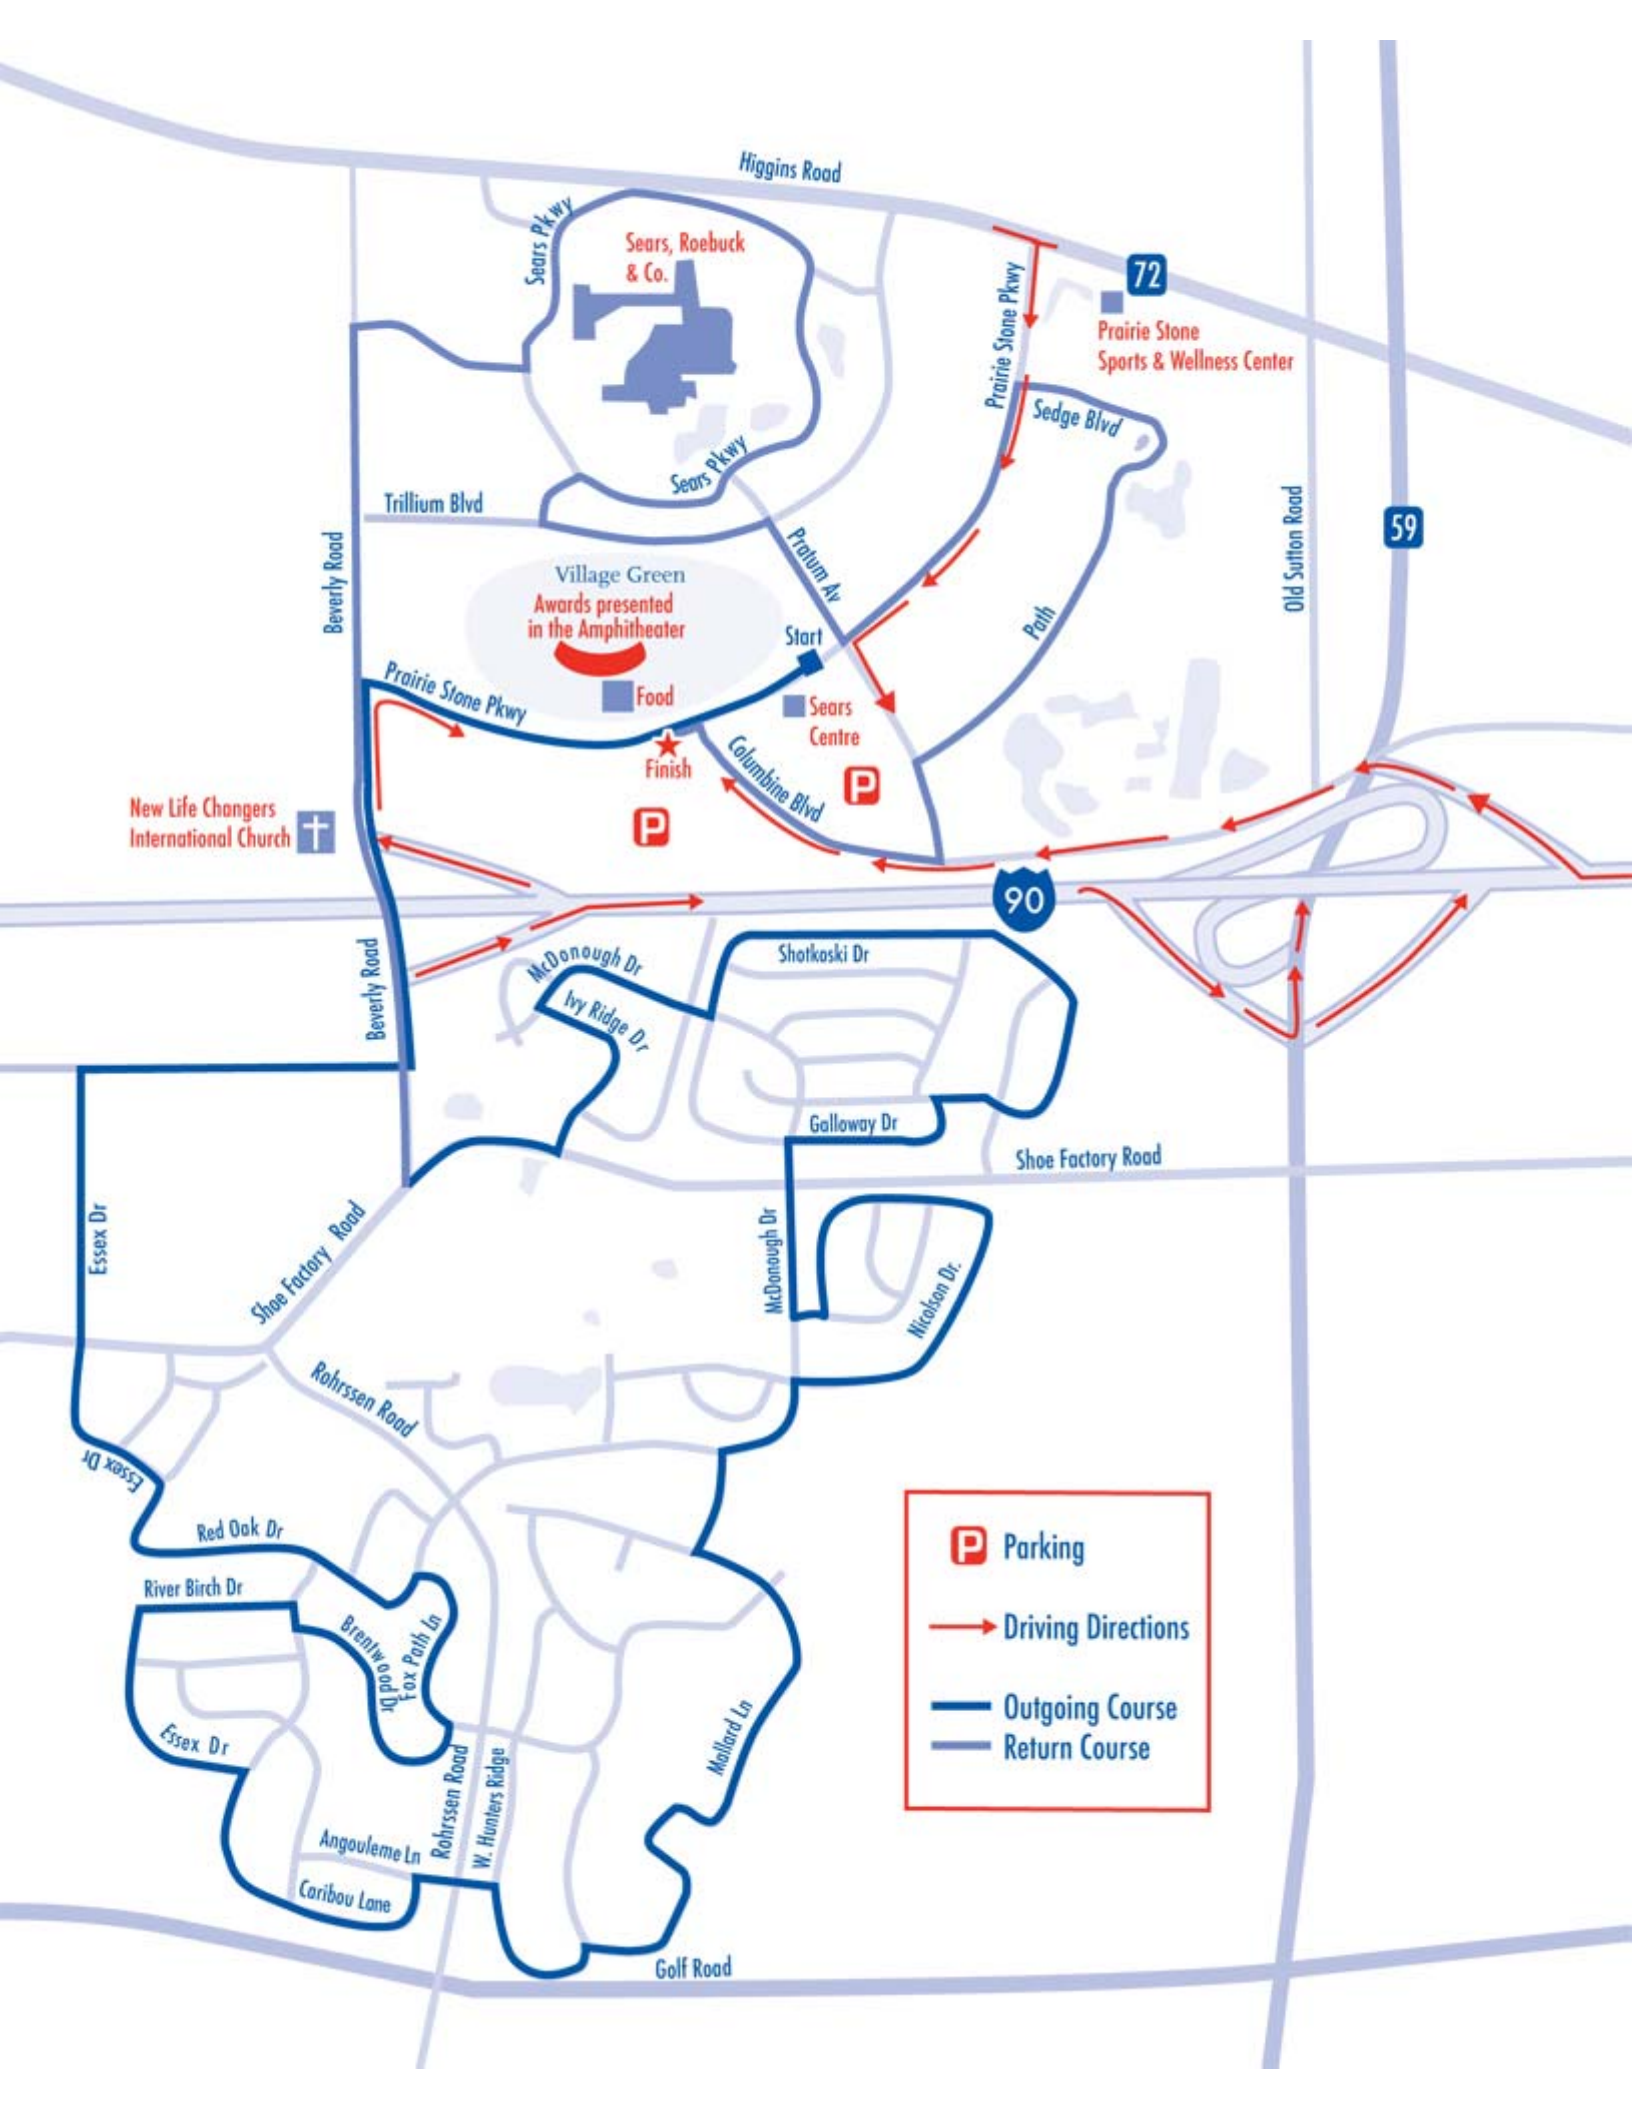 Higgins Road
Sears Pkwy
Sears, Roebuck
& Co.
72
Prairie Stone Pkwy
Prairie Stone
Sports & Wellness Center
Sedge Blvd
Sears Pkwy
Trillium Blvd
Old Sutton Road
59
Beverly Road
Pratum Av
Village Green
Awards presented
in the Amphitheater
Start
Path
Prairie Stone Pkwy
Food
Sears
Centre
Finish
Columbine Blvd
P
P
New Life Changers
International Church
90
Beverly Road
McDonough Dr
Shotkoski Dr
Ivy Ridge Dr
Galloway Dr
Shoe Factory Road
Essex Dr
Shoe Factory Road
McDonough Dr
Nicolson Dr.
Rohrssen Road
Essex Dr
Red Oak Dr
River Birch Dr
Brentwood Dr
Fox Path Ln
Essex Dr
Mallard Ln
Rohrssen Road
W. Hunters Ridge
Angouleme Ln
Caribou Lane
Golf Road
P Parking
Driving Directions
Outgoing Course
Return Course